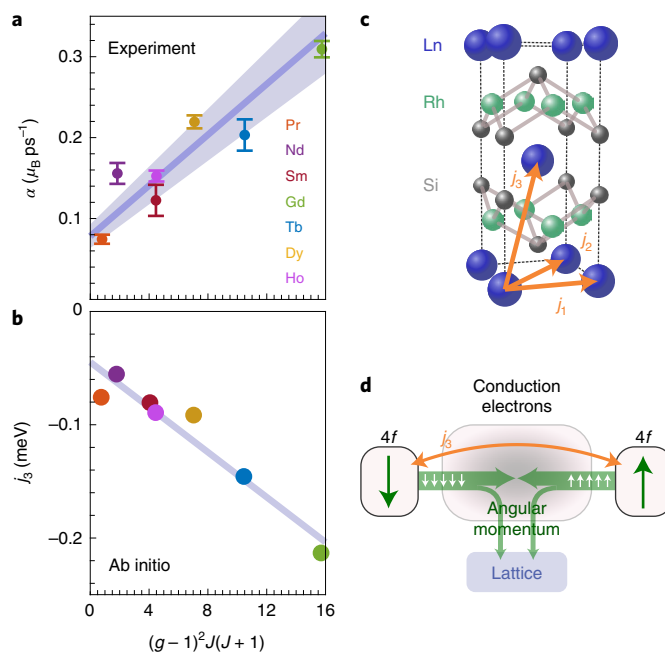 a
Experiment
α (μB ps⁻¹)
0.3
0.2
0.1
0
Pr
Nd
Sm
Gd
Tb
Dy
Ho
b
j3 (meV)
−0.1
−0.2
Ab initio
0 4 8 12 16
(g − 1)²J(J + 1)
c
Ln
Rh
Si
j3
j2
j1
d
Conduction
electrons
4f
j3
4f
Angular
momentum
Lattice